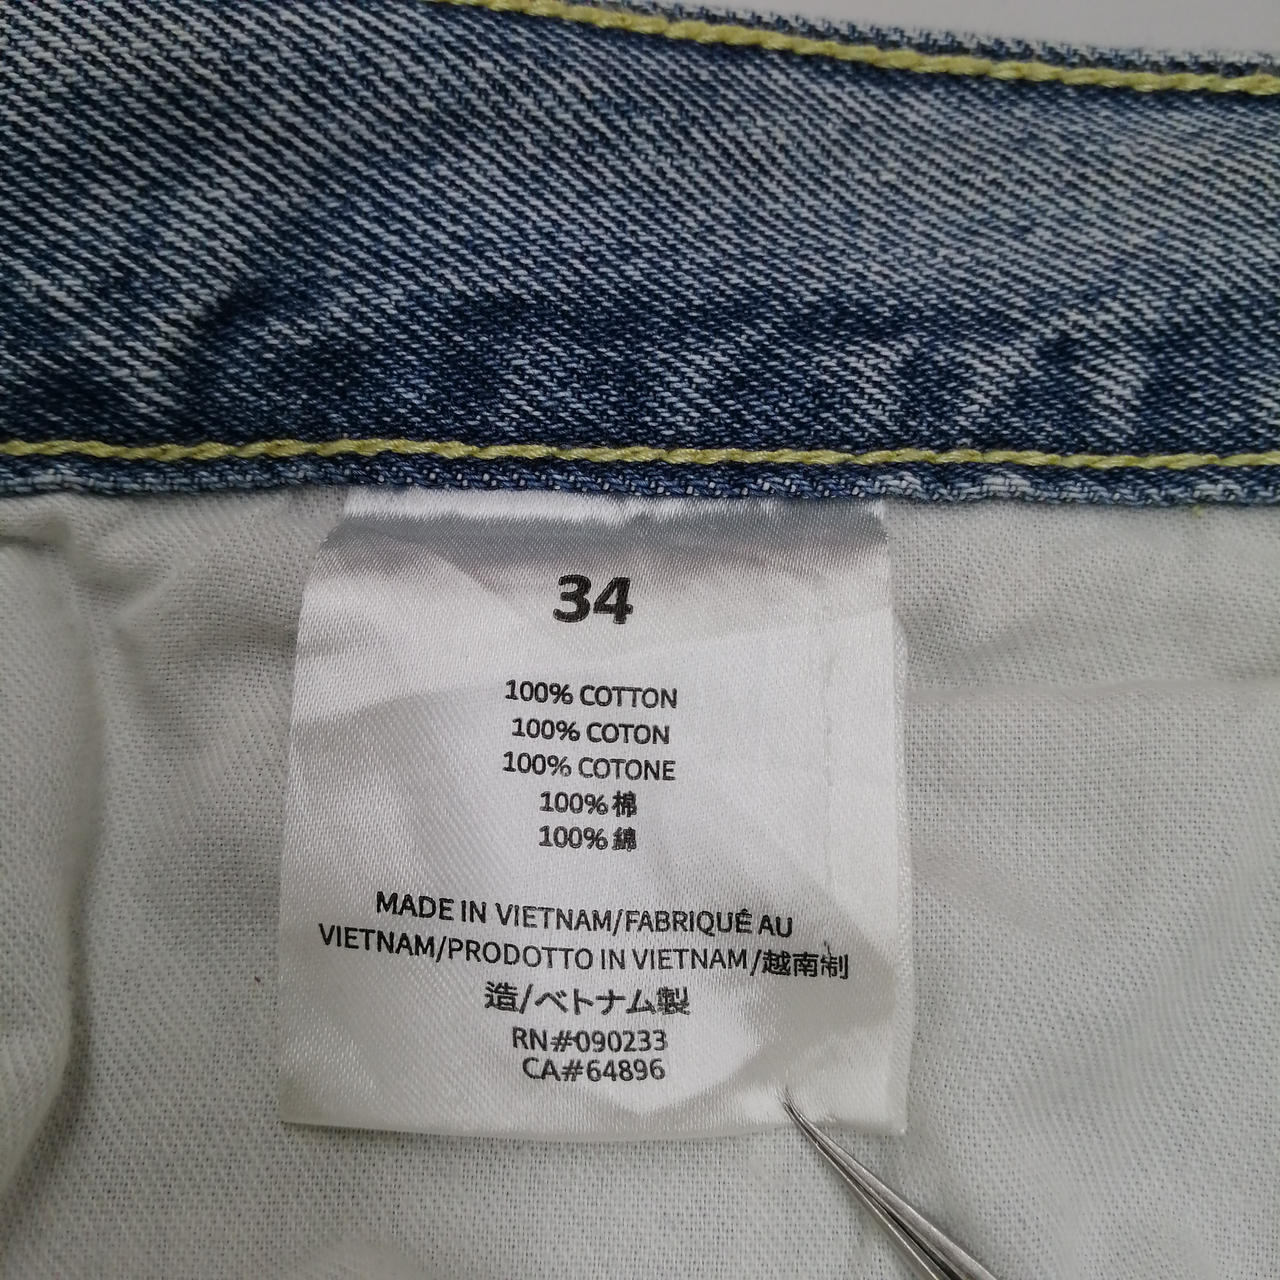 34
100% COTTON
100% COTON
100% COTONE
100% 棉
100% 綿
MADE IN VIETNAM/FABRIQUÉ AU
VIETNAM/PRODOTTO IN VIETNAM/越南制
造/ベトナム製
RN#090233
CA#64896